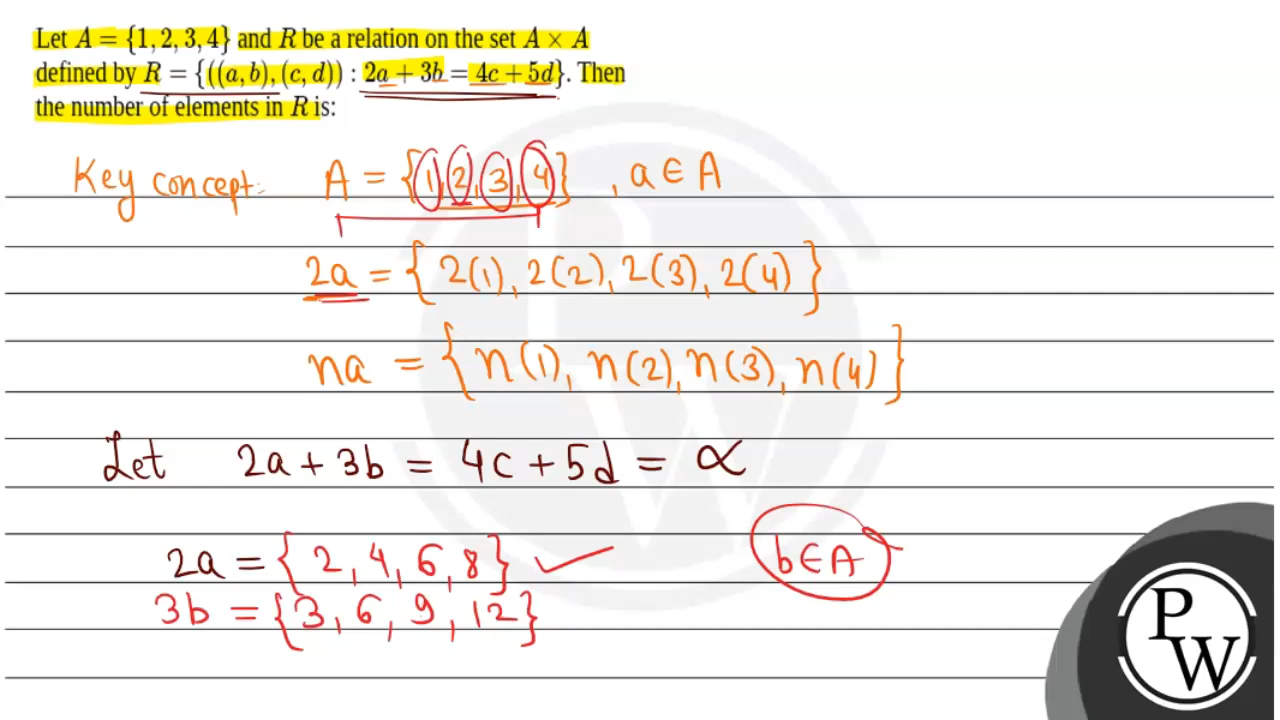 Let A = {1, 2, 3, 4} and R be a relation on the set A × A
defined by R = {((a, b), (c, d)) : 2a + 3b = 4c + 5d}. Then
the number of elements in R is:
Key concept: A = {1, 2, 3, 4} , a ∈ A
2a = { 2(1), 2(2), 2(3), 2(4) }
na = { n(1), n(2), n(3), n(4) }
Let 2a + 3b = 4c + 5d = ∝
2a = { 2, 4, 6, 8 }
b ∈ A
3b = { 3, 6, 9, 12 }
P
W